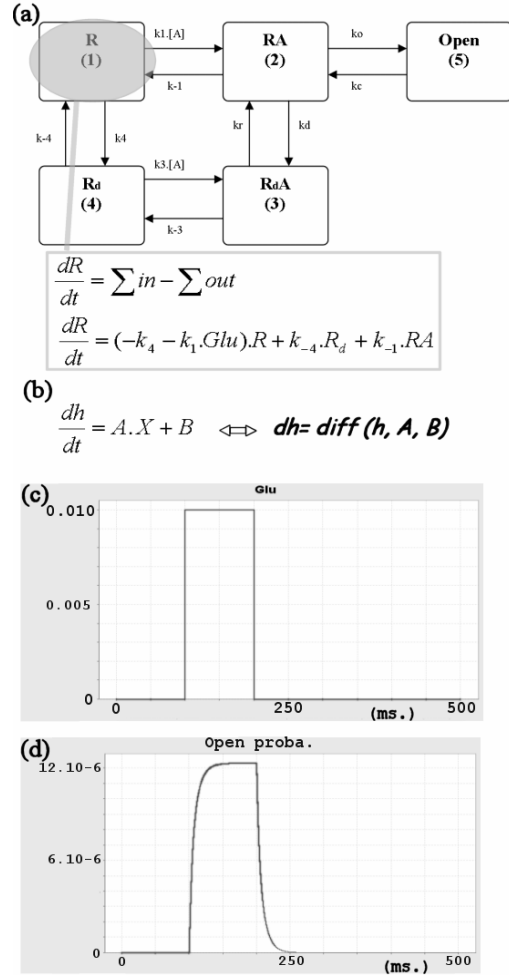 (a)
R
(1)
k1.[A]
k-1
RA
(2)
ko
kc
Open
(5)
k-4
k4
kr
kd
Rd
(4)
k3.[A]
k-3
RdA
(3)
dR/dt = ∑ in − ∑ out
dR/dt = (−k₄ − k₁.Glu).R + k₋₄.R_d + k₋₁.RA
(b)
dh/dt = A.X + B ⇔ dh= diff (h, A, B)
(c)
Glu
0.010
0.005
0
0 250 500
(ms.)
(d)
Open proba.
12.10-6
6.10-6
0
0 250 500
(ms.)